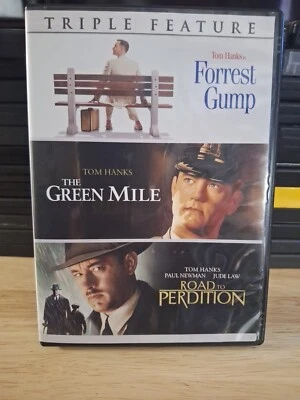 TRIPLE FEATURE
Tom Hanks is
Forrest
Gump
TOM HANKS
THE
GREEN MILE
TOM HANKS
PAUL NEWMAN JUDE LAW
ROAD TO
PERDITION